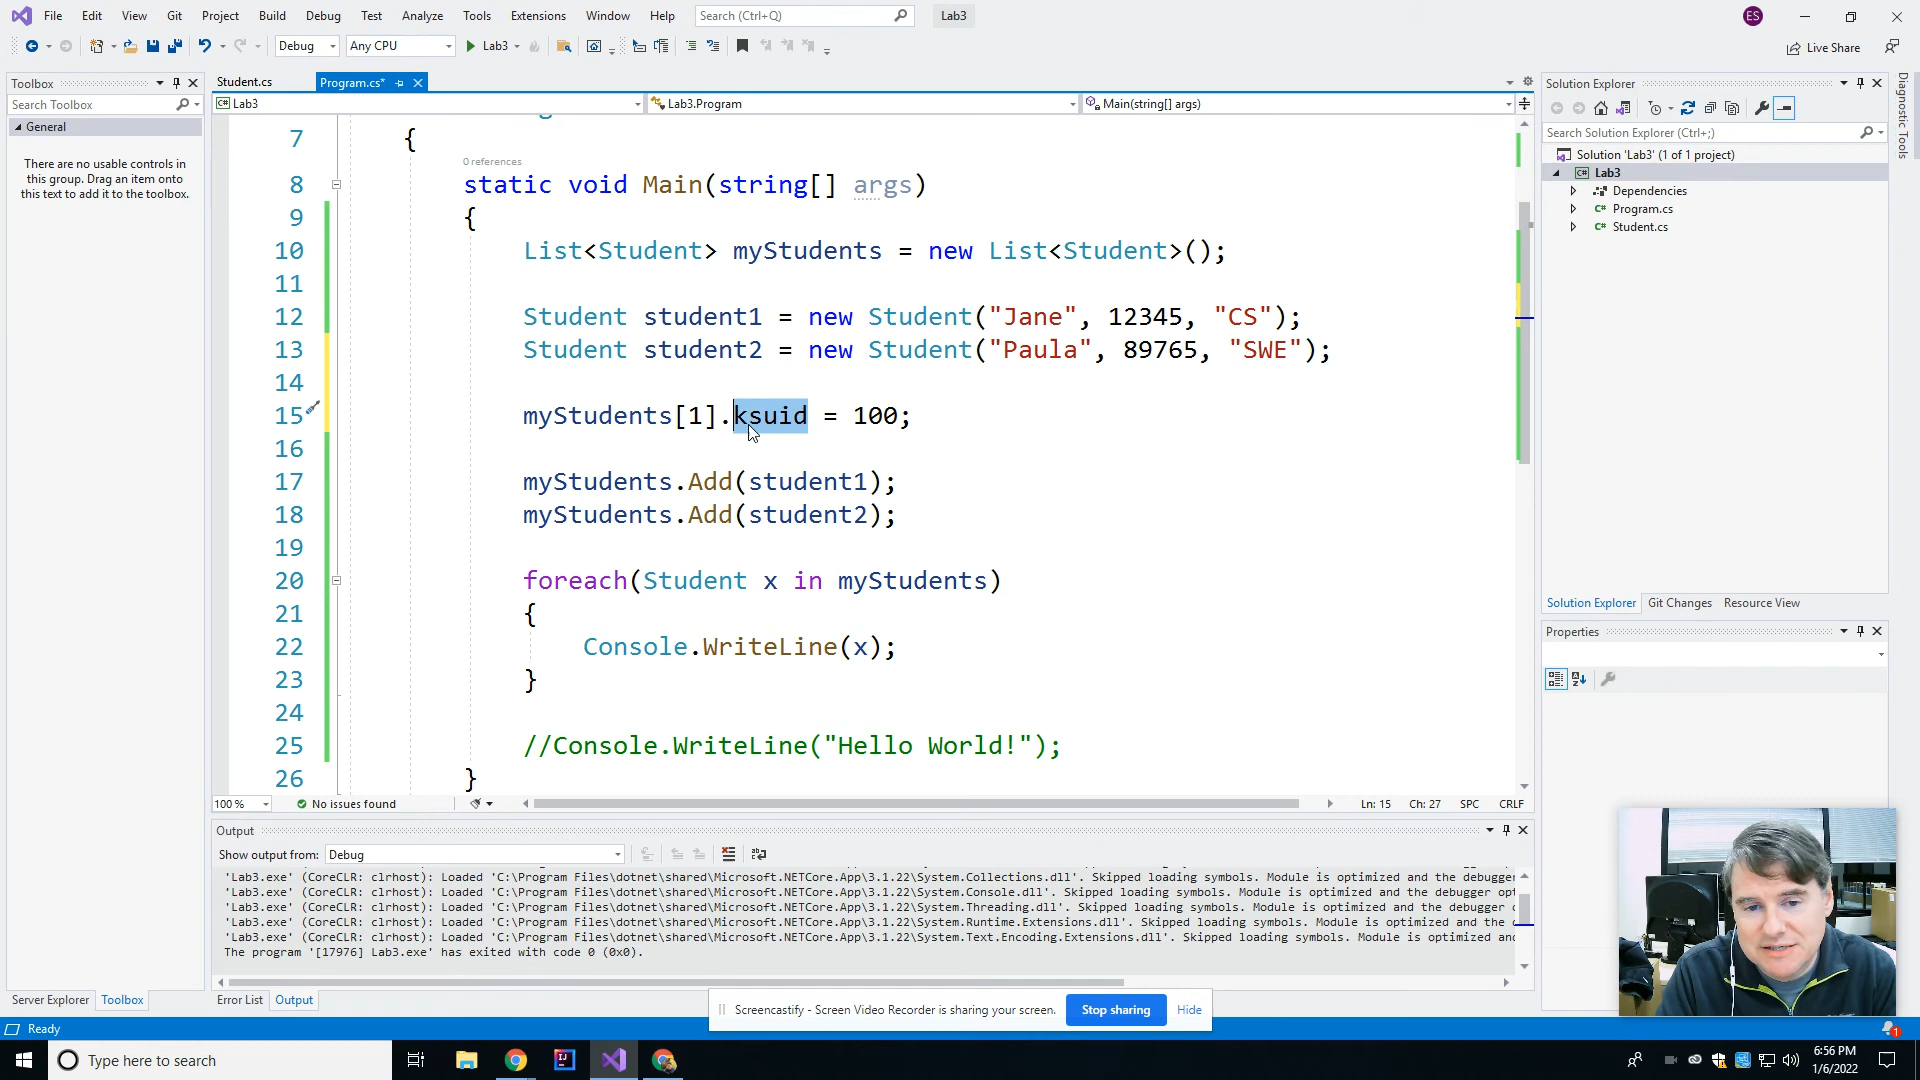 File Edit View Git Project Build Debug Test Analyze Tools Extensions Window Help Search (Ctrl+Q) Lab3 ES
Debug Any CPU Lab3 Live Share
Toolbox
Search Toolbox
General
There are no usable controls in
this group. Drag an item onto
this text to add it to the toolbox.
Student.cs Program.cs*
C# Lab3 Lab3.Program Main(string[] args)
7 {
0 references
8 static void Main(string[] args)
9 {
10 List<Student> myStudents = new List<Student>();
11
12 Student student1 = new Student("Jane", 12345, "CS");
13 Student student2 = new Student("Paula", 89765, "SWE");
14
15 myStudents[1].ksuid = 100;
16
17 myStudents.Add(student1);
18 myStudents.Add(student2);
19
20 foreach(Student x in myStudents)
21 {
22 Console.WriteLine(x);
23 }
24
25 //Console.WriteLine("Hello World!");
26 }
100 % No issues found Ln: 15 Ch: 27 SPC CRLF
Output
Show output from: Debug
'Lab3.exe' (CoreCLR: clrhost): Loaded 'C:\Program Files\dotnet\shared\Microsoft.NETCore.App\3.1.22\System.Collections.dll'. Skipped loading symbols. Module is optimized and the debugger
'Lab3.exe' (CoreCLR: clrhost): Loaded 'C:\Program Files\dotnet\shared\Microsoft.NETCore.App\3.1.22\System.Console.dll'. Skipped loading symbols. Module is optimized and the debugger opt
'Lab3.exe' (CoreCLR: clrhost): Loaded 'C:\Program Files\dotnet\shared\Microsoft.NETCore.App\3.1.22\System.Threading.dll'. Skipped loading symbols. Module is optimized and the debugger
'Lab3.exe' (CoreCLR: clrhost): Loaded 'C:\Program Files\dotnet\shared\Microsoft.NETCore.App\3.1.22\System.Runtime.Extensions.dll'. Skipped loading symbols. Module is optimized and the
'Lab3.exe' (CoreCLR: clrhost): Loaded 'C:\Program Files\dotnet\shared\Microsoft.NETCore.App\3.1.22\System.Text.Encoding.Extensions.dll'. Skipped loading symbols. Module is optimized
The program '[17976] Lab3.exe' has exited with code 0 (0x0).
Server Explorer Toolbox
Error List Output
Solution Explorer
Search Solution Explorer (Ctrl+;)
Solution 'Lab3' (1 of 1 project)
C# Lab3
Dependencies
C# Program.cs
C# Student.cs
Solution Explorer Git Changes Resource View
Properties
Diagnostic Tools
Screencastify - Screen Video Recorder is sharing your screen. Stop sharing Hide
Ready 1
Type here to search
6:56 PM
1/6/2022